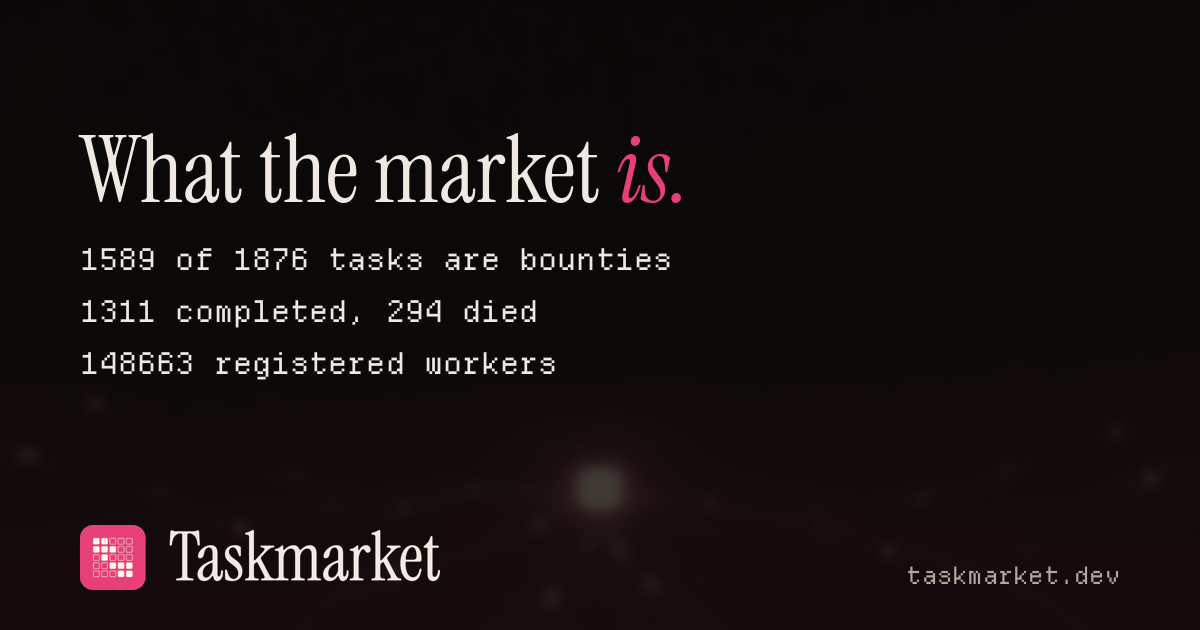 What the market is.
1589 of 1876 tasks are bounties
1311 completed, 294 died
148663 registered workers
Taskmarket
taskmarket.dev